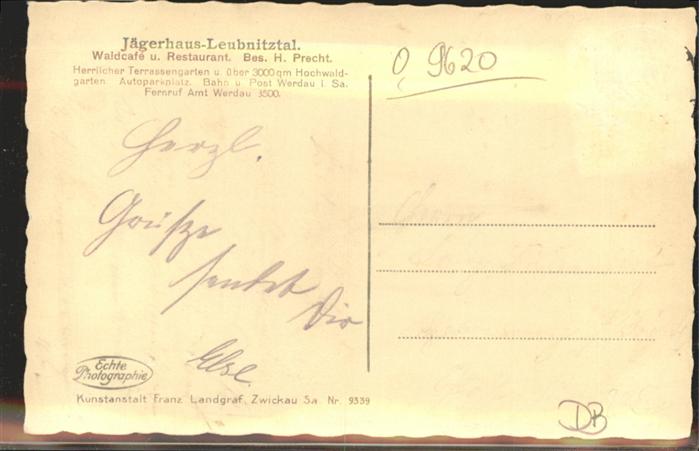 Jägerhaus-Leubnitztal.
Waldcafé u. Restaurant. Bes. H. Precht.
Herrlicher Terrassengarten u. über 3000 qm Hochwald-
garten. Autoparkplatz. Bahn u. Post Werdau i. Sa.
Fernruf Amt Werdau 3500.
O 9620
Herzl.
Grüße
sendet
Dir
Else
Herrn
Echte
Photographie
Kunstanstalt Franz Landgraf, Zwickau Sa. Nr. 9339
DB